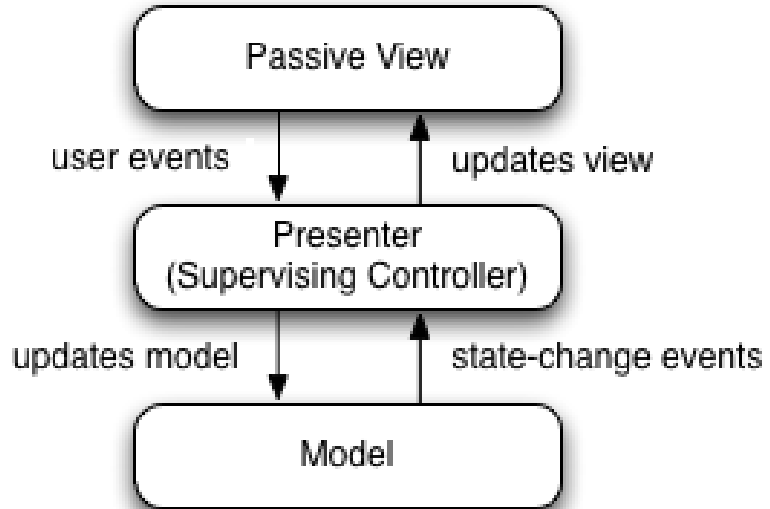 Passive View
user events
updates view
Presenter
(Supervising Controller)
updates model
state-change events
Model